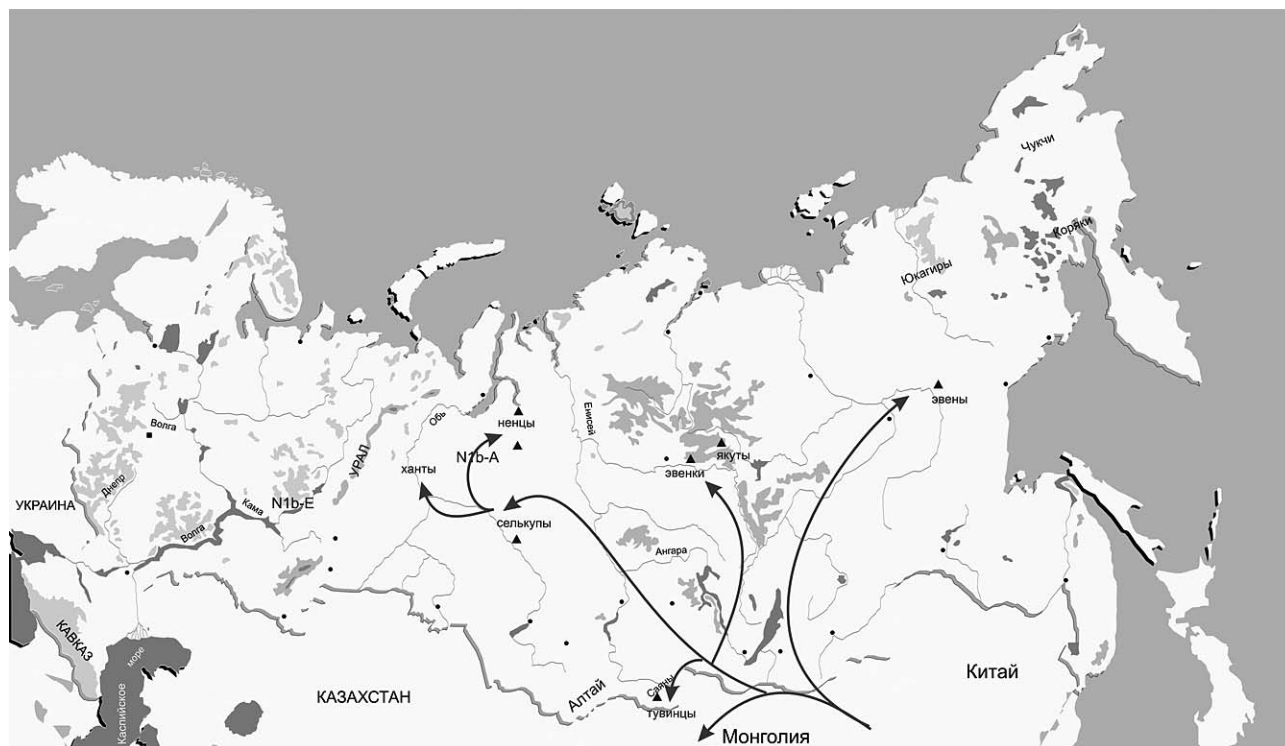 Чукчи
Коряки
Юкагиры
эвены
Обь
ненцы
Енисей
Волга
УРАЛ
ханты
N1b-A
якуты
эвенки
Днепр
УКРАИНА
Кама
N1b-E
Волга
селькупы
Ангара
КАВКАЗ
Каспийское
море
КАЗАХСТАН
Алтай
Саяны
тувинцы
Монголия
Китай